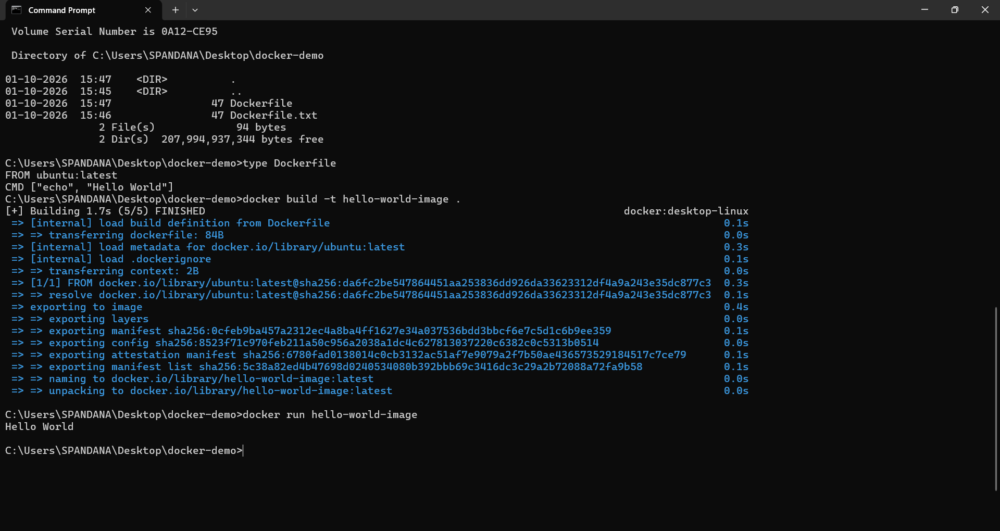 Command Prompt
Volume Serial Number is 0A12-CE95
Directory of C:\Users\SPANDANA\Desktop\docker-demo
01-10-2026  15:47    <DIR>          .
01-10-2026  15:45    <DIR>          ..
01-10-2026  15:47                47 Dockerfile
01-10-2026  15:46                47 Dockerfile.txt
               2 File(s)             94 bytes
               2 Dir(s)  207,994,937,344 bytes free
C:\Users\SPANDANA\Desktop\docker-demo>type Dockerfile
FROM ubuntu:latest
CMD ["echo", "Hello World"]
C:\Users\SPANDANA\Desktop\docker-demo>docker build -t hello-world-image .
[+] Building 1.7s (5/5) FINISHED docker:desktop-linux
=> [internal] load build definition from Dockerfile 0.1s
=> => transferring dockerfile: 84B 0.0s
=> [internal] load metadata for docker.io/library/ubuntu:latest 0.3s
=> [internal] load .dockerignore 0.1s
=> => transferring context: 2B 0.0s
=> [1/1] FROM docker.io/library/ubuntu:latest@sha256:da6fc2be547864451aa253836dd926da33623312df4a9a243e35dc877c3 0.3s
=> => resolve docker.io/library/ubuntu:latest@sha256:da6fc2be547864451aa253836dd926da33623312df4a9a243e35dc877c3 0.1s
=> exporting to image 0.4s
=> => exporting layers 0.0s
=> => exporting manifest sha256:0cfeb9ba457a2312ec4a8ba4ff1627e34a037536bdd3bbcf6e7c5d1c6b9ee359 0.1s
=> => exporting config sha256:8523f71c970feb211a50c956a2038a1dc4c627813037220c6382c0c5313b0514 0.0s
=> => exporting attestation manifest sha256:6780fad0138014c0cb3132ac51af7e9079a2f7b50ae436573529184517c7ce79 0.1s
=> => exporting manifest list sha256:5c38a82ed4b47698d0240534080b392bbb69c3416dc3c29a2b72088a72fa9b58 0.1s
=> => naming to docker.io/library/hello-world-image:latest 0.0s
=> => unpacking to docker.io/library/hello-world-image:latest 0.0s
C:\Users\SPANDANA\Desktop\docker-demo>docker run hello-world-image
Hello World
C:\Users\SPANDANA\Desktop\docker-demo>